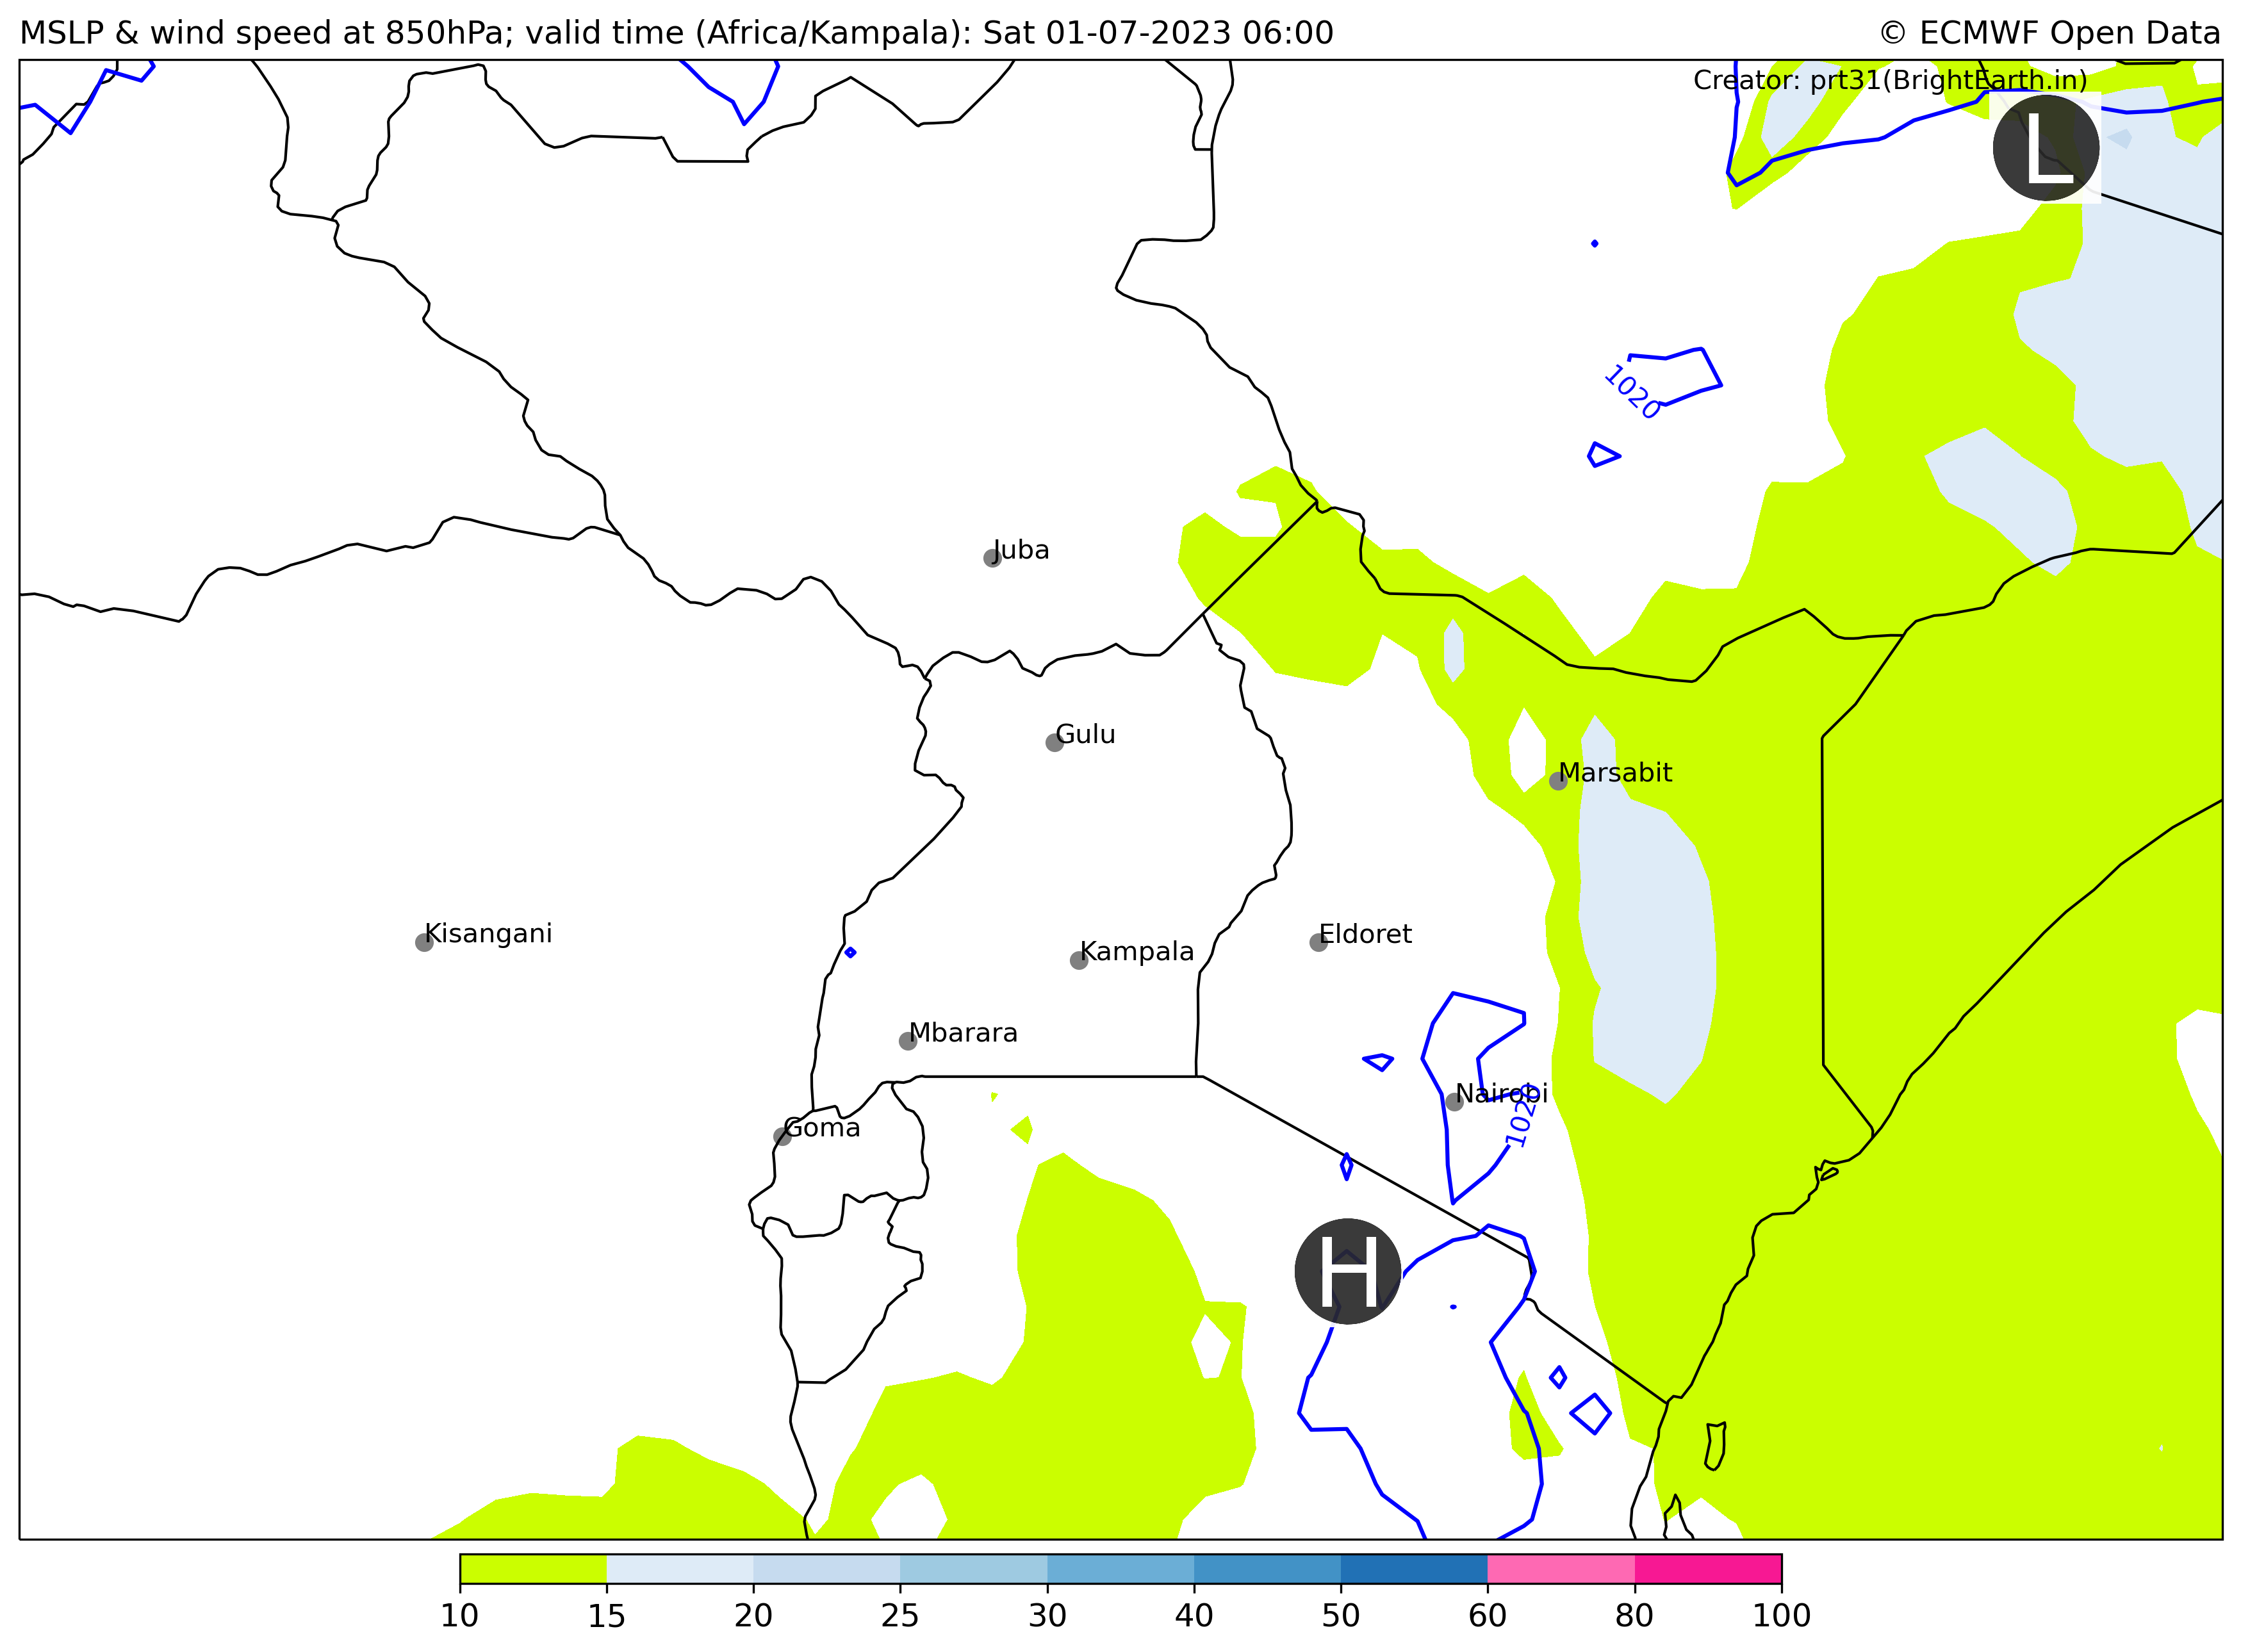 MSLP & wind speed at 850hPa; valid time (Africa/Kampala): Sat 01-07-2023 06:00
© ECMWF Open Data
Creator: prt31(BrightEarth.in)
L
1020
Juba
Gulu
Marsabit
Kisangani
Eldoret
Kampala
Mbarara
Nairobi
1020
Goma
H
10 15 20 25 30 40 50 60 80 100